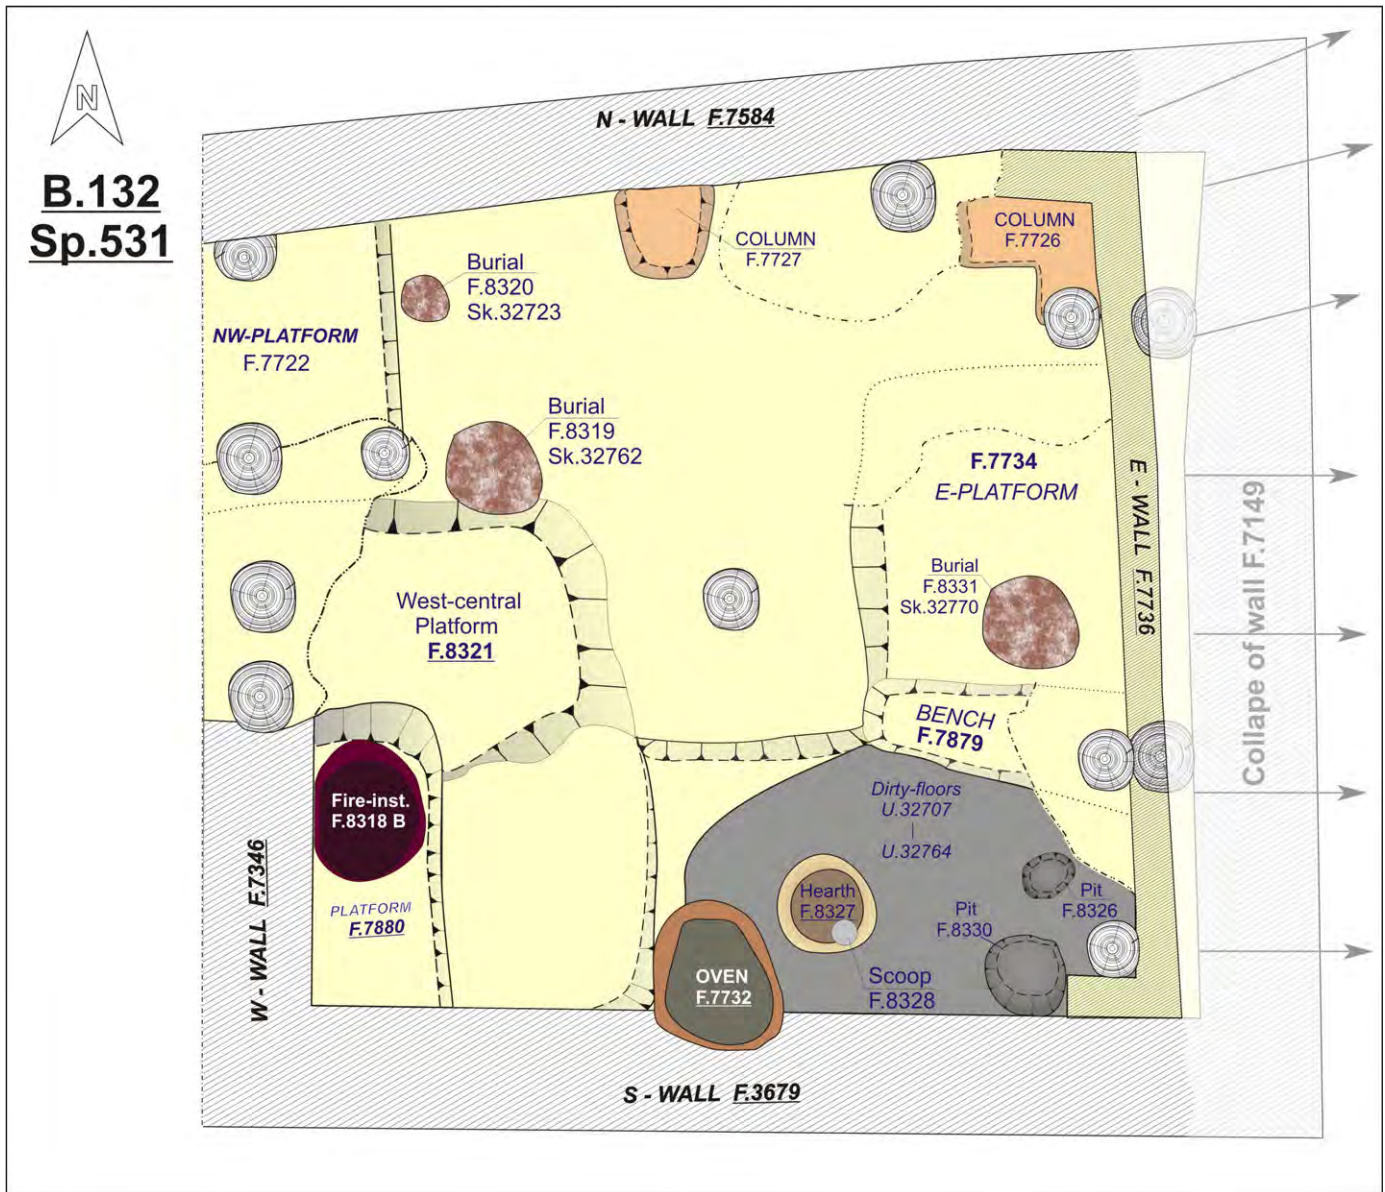 N
B.132
Sp.531
N - WALL F.7584
COLUMN
F.7727
COLUMN
F.7726
Burial
F.8320
Sk.32723
NW-PLATFORM
F.7722
Burial
F.8319
Sk.32762
F.7734
E-PLATFORM
E - WALL F.7736
Collapse of wall F.7149
Burial
F.8331
Sk.32770
West-central
Platform
F.8321
BENCH
F.7879
Fire-inst.
F.8318 B
Dirty-floors
U.32707
U.32764
W - WALL F.7346
PLATFORM
F.7880
Hearth
F.8327
Pit
F.8326
Pit
F.8330
OVEN
F.7732
Scoop
F.8328
S - WALL F.3679